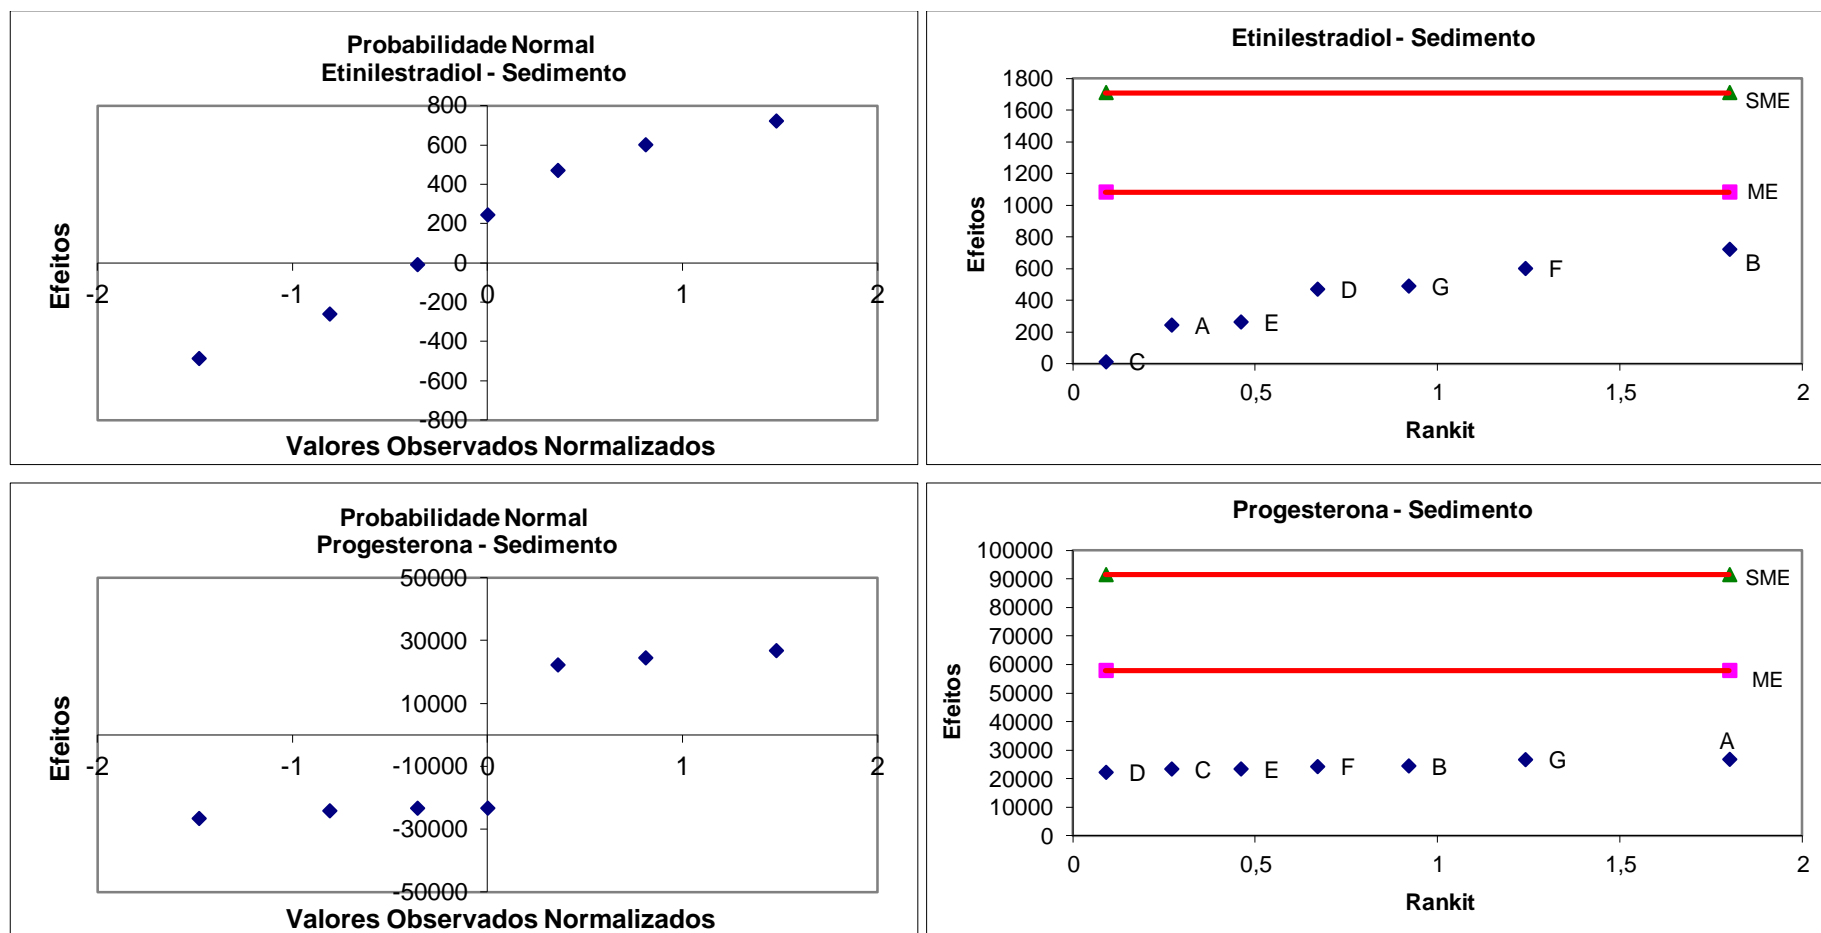 Probabilidade Normal
Etinilestradiol - Sedimento
800
600
400
200
0
-200
-400
-600
-800
-2
-1
0
1
2
Efeitos
Valores Observados Normalizados
Etinilestradiol - Sedimento
1800
1600
1400
1200
1000
800
600
400
200
0
0
0,5
1
1,5
2
Efeitos
Rankit
SME
ME
C
A
E
D
G
F
B
Probabilidade Normal
Progesterona - Sedimento
50000
30000
10000
-10000
-30000
-50000
-2
-1
0
1
2
Efeitos
Valores Observados Normalizados
Progesterona - Sedimento
100000
90000
80000
70000
60000
50000
40000
30000
20000
10000
0
0
0,5
1
1,5
2
Efeitos
Rankit
SME
ME
D
C
E
F
B
G
A